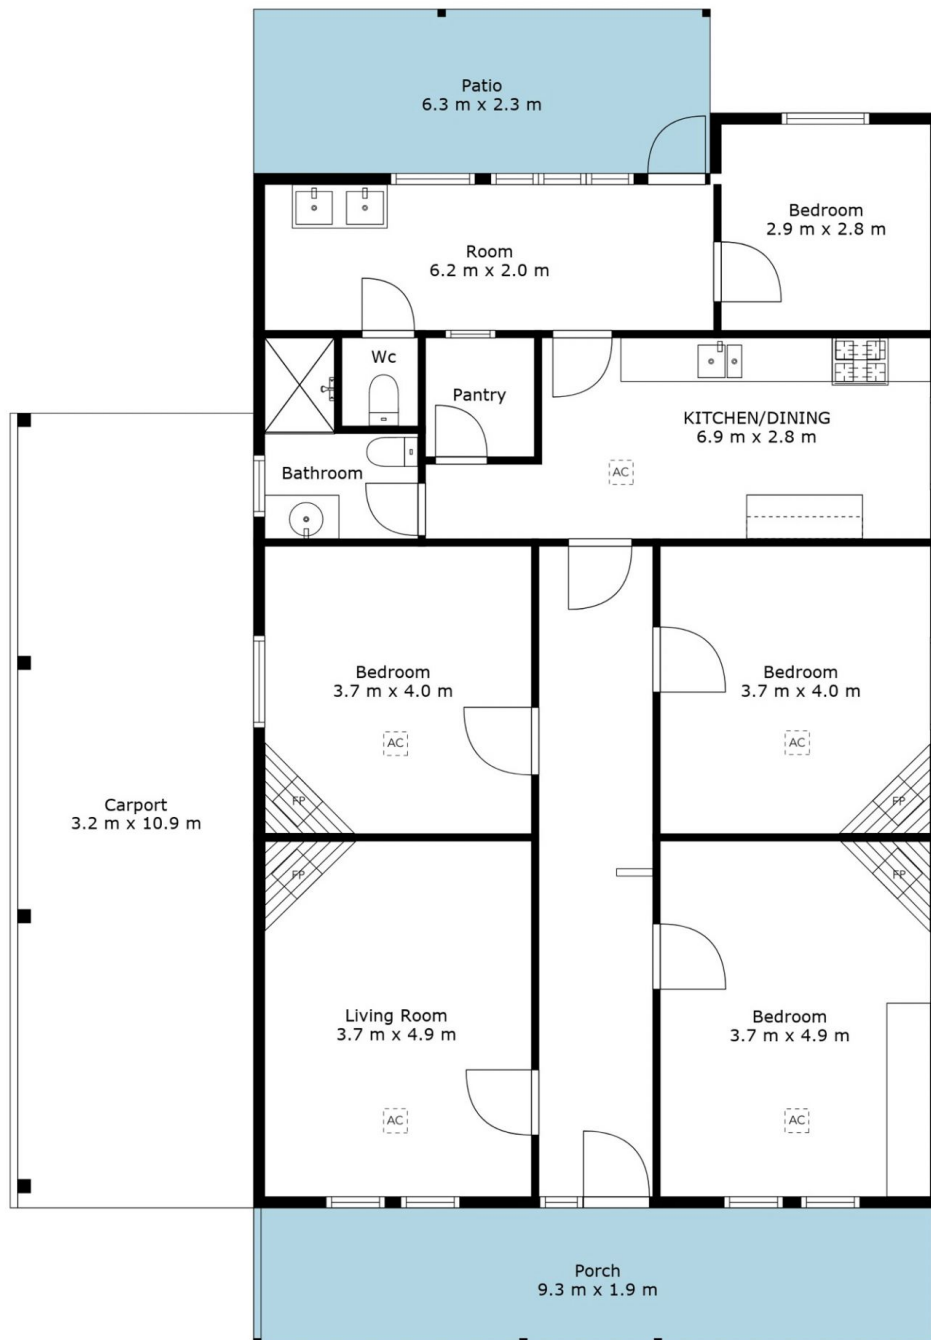 Patio
6.3 m x 2.3 m
Bedroom
2.9 m x 2.8 m
Room
6.2 m x 2.0 m
Wc
Pantry
KITCHEN/DINING
6.9 m x 2.8 m
AC
Bathroom
Bedroom
3.7 m x 4.0 m
AC
FP
Bedroom
3.7 m x 4.0 m
AC
FP
Carport
3.2 m x 10.9 m
FP
Living Room
3.7 m x 4.9 m
AC
FP
Bedroom
3.7 m x 4.9 m
AC
Porch
9.3 m x 1.9 m